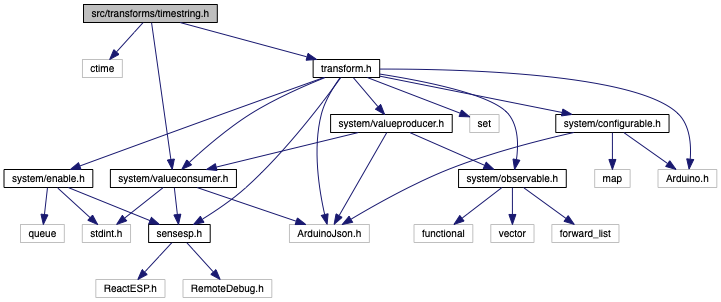 src/transforms/timestring.h
ctime
transform.h
system/valueproducer.h
set
system/configurable.h
system/enable.h
system/valueconsumer.h
system/observable.h
map
Arduino.h
queue
stdint.h
sensesp.h
ArduinoJson.h
functional
vector
forward_list
ReactESP.h
RemoteDebug.h